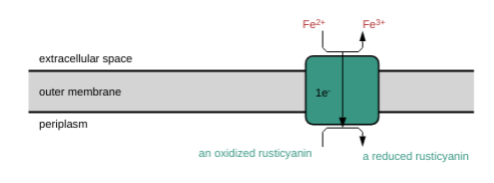 Fe²⁺ Fe³⁺
extracellular space
outer membrane
1e⁻
periplasm
an oxidized rusticyanin
a reduced rusticyanin